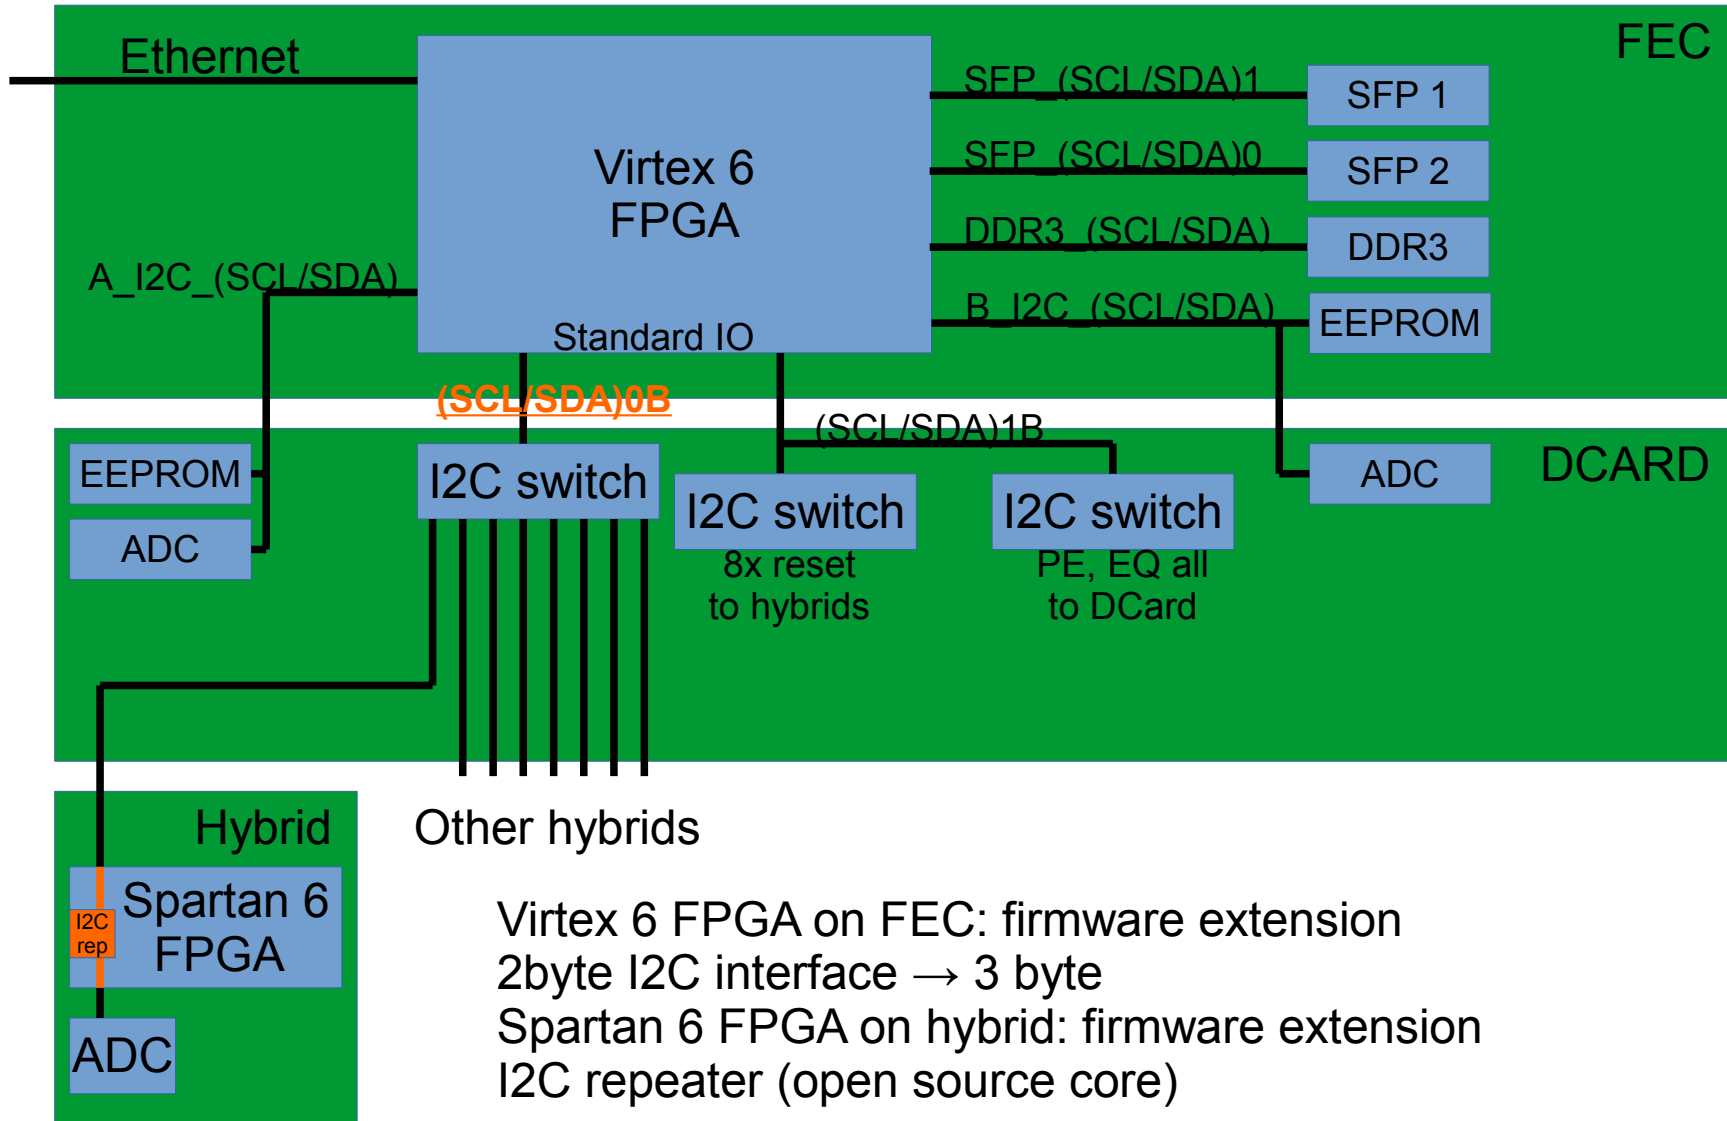 Ethernet
FEC
SFP_(SCL/SDA)1
SFP 1
Virtex 6
FPGA
SFP_(SCL/SDA)0
SFP 2
DDR3_(SCL/SDA)
DDR3
A_I2C_(SCL/SDA)
B_I2C_(SCL/SDA)
EEPROM
Standard IO
(SCL/SDA)0B
(SCL/SDA)1B
DCARD
EEPROM
ADC
I2C switch
I2C switch
8x reset
to hybrids
I2C switch
PE, EQ all
to DCard
ADC
Hybrid
Other hybrids
Spartan 6
FPGA
I2C
rep
ADC
Virtex 6 FPGA on FEC: firmware extension
2byte I2C interface → 3 byte
Spartan 6 FPGA on hybrid: firmware extension
I2C repeater (open source core)